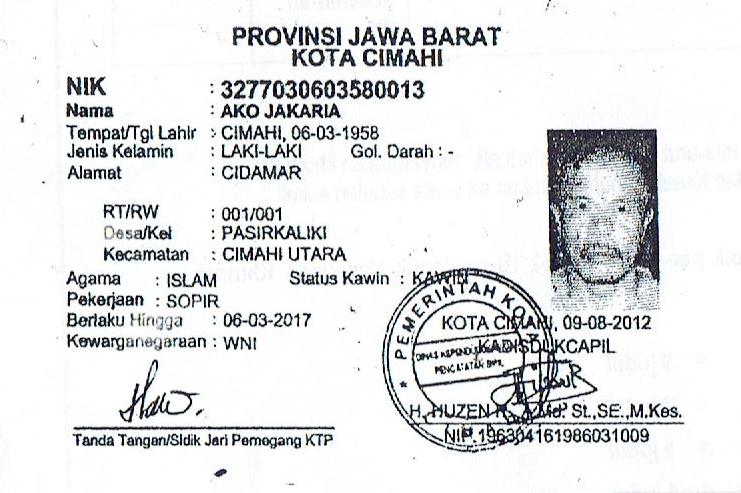 PROVINSI JAWA BARAT
KOTA CIMAHI
NIK : 3277030603580013
Nama : AKO JAKARIA
Tempat/Tgl Lahir : CIMAHI, 06-03-1958
Jenis Kelamin : LAKI-LAKI Gol. Darah : -
Alamat : CIDAMAR
RT/RW : 001/001
Desa/Kel : PASIRKALIKI
Kecamatan : CIMAHI UTARA
Agama : ISLAM Status Kawin : KAWIN
Pekerjaan : SOPIR
Berlaku Hingga : 06-03-2017
Kewarganegaraan : WNI
PEMERINTAH KOTA
DINAS KEPENDUDUKAN DAN
PENCATATAN SIPIL
KOTA CIMAHI, 09-08-2012
KADISDUKCAPIL
H. HUZEN R., A.Md. St.,SE.,M.Kes.
NIP.196304161986031009
Tanda Tangan/Sidik Jari Pemegang KTP